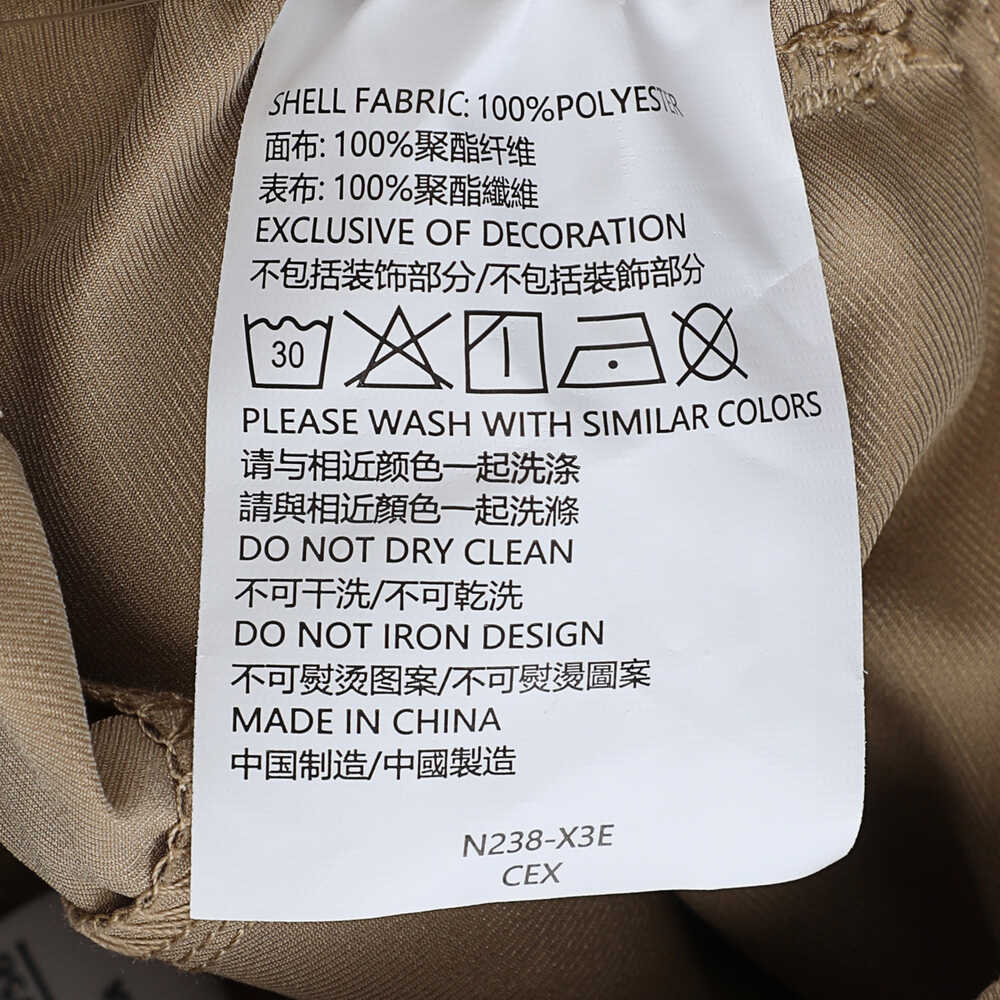 SHELL FABRIC: 100%POLYESTER
面布: 100%聚酯纤维
表布: 100%聚酯纖維
EXCLUSIVE OF DECORATION
不包括装饰部分/不包括裝飾部分
30
PLEASE WASH WITH SIMILAR COLORS
请与相近颜色一起洗涤
請與相近顏色一起洗滌
DO NOT DRY CLEAN
不可干洗/不可乾洗
DO NOT IRON DESIGN
不可熨烫图案/不可熨燙圖案
MADE IN CHINA
中国制造/中國製造
N238-X3E
CEX